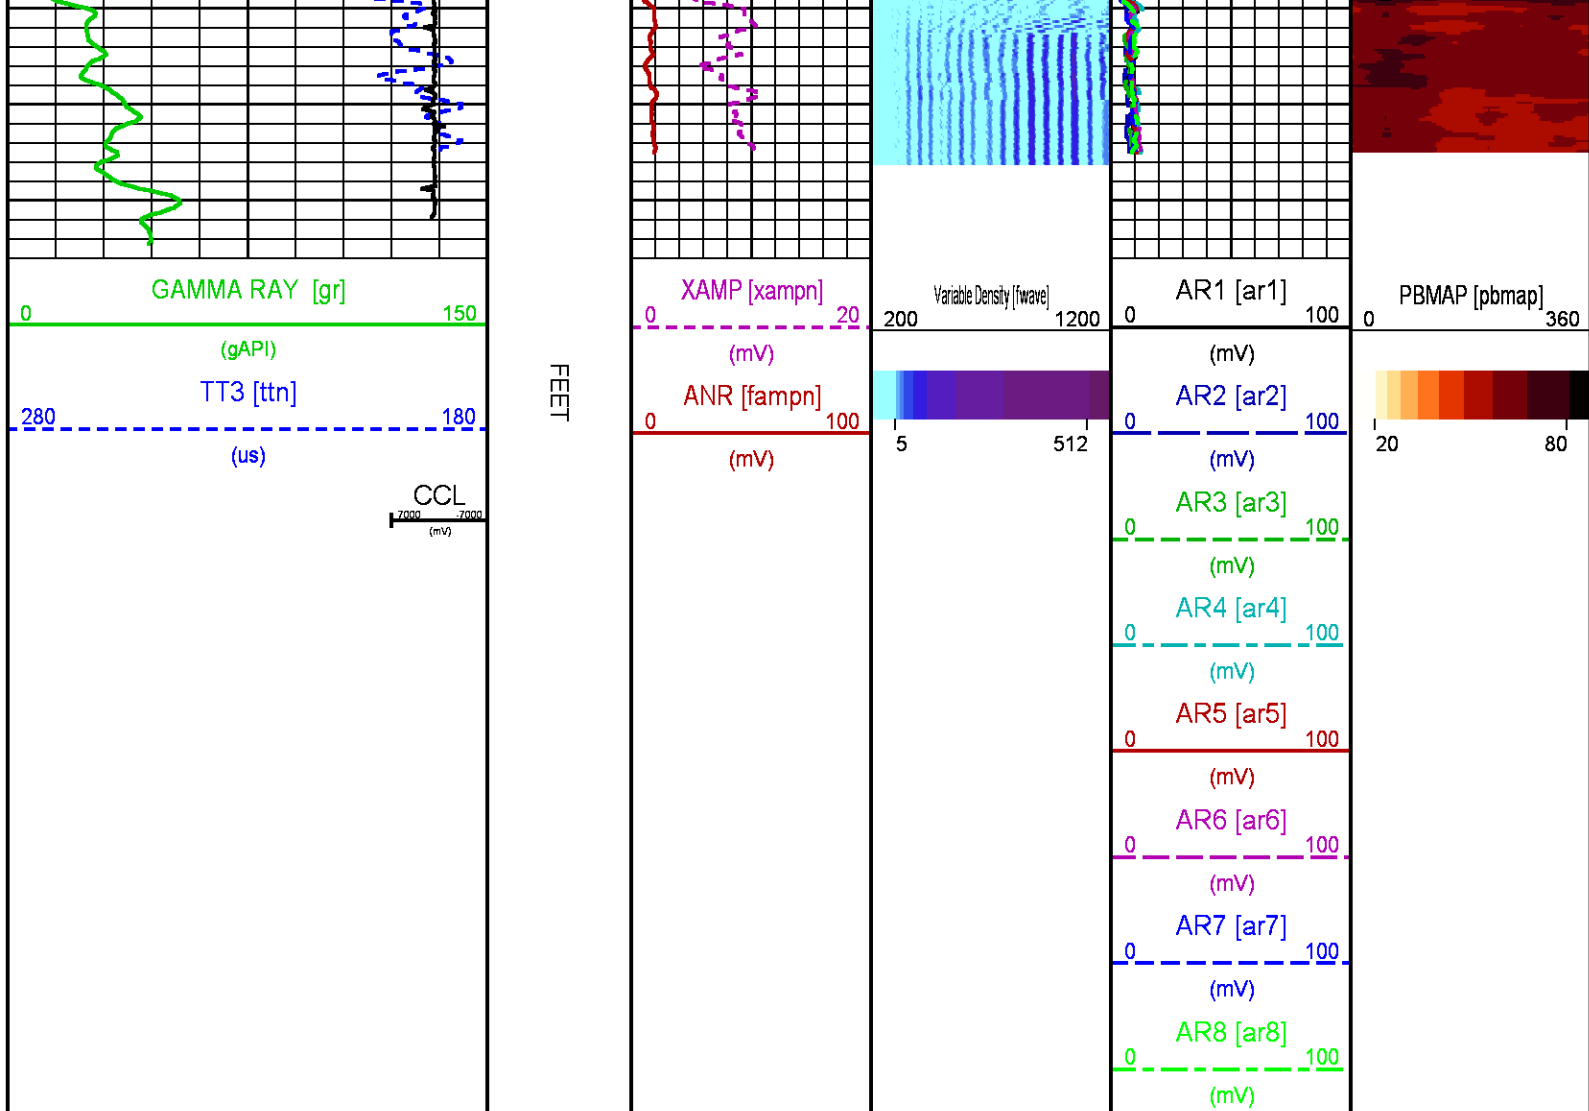 GAMMA RAY [gr]
0 150
(gAPI)
TT3 [ttn]
280 180
(us)
CCL
7000 -7000
(mV)
FEET
XAMP [xampn]
0 20
(mV)
ANR [fampn]
0 100
(mV)
Variable Density [fwave]
200 1200
5 512
AR1 [ar1]
0 100
(mV)
AR2 [ar2]
0 100
(mV)
AR3 [ar3]
0 100
(mV)
AR4 [ar4]
0 100
(mV)
AR5 [ar5]
0 100
(mV)
AR6 [ar6]
0 100
(mV)
AR7 [ar7]
0 100
(mV)
AR8 [ar8]
0 100
(mV)
PBMAP [pbmap]
0 360
20 80